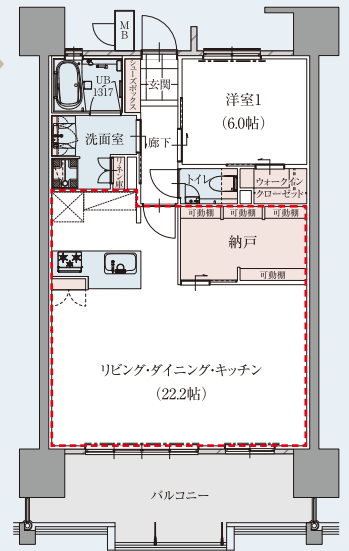 MB
UB
1317
シューズボックス
玄関
洋室1
(6.0帖)
洗面室
廊下
リネン庫
トイレ
ウォークイン
クローゼット
可動棚
可動棚
可動棚
納戸
可動棚
リビング・ダイニング・キッチン
(22.2帖)
バルコニー